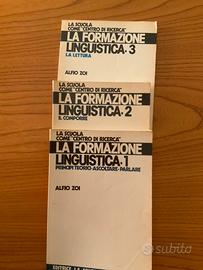 LA SCUOLA
COME "CENTRO DI RICERCA"
LA FORMAZIONE
LINGUISTICA•3
LA LETTURA
ALFIO ZOI
LA SCUOLA
COME "CENTRO DI RICERCA"
LA FORMAZIONE
LINGUISTICA•2
IL COMPORRE
LA SCUOLA
COME "CENTRO DI RICERCA"
LA FORMAZIONE
LINGUISTICA•1
PRINCIPI TEORICI•ASCOLTARE•PARLARE
ALFIO ZOI
EDITRICE LA
subito